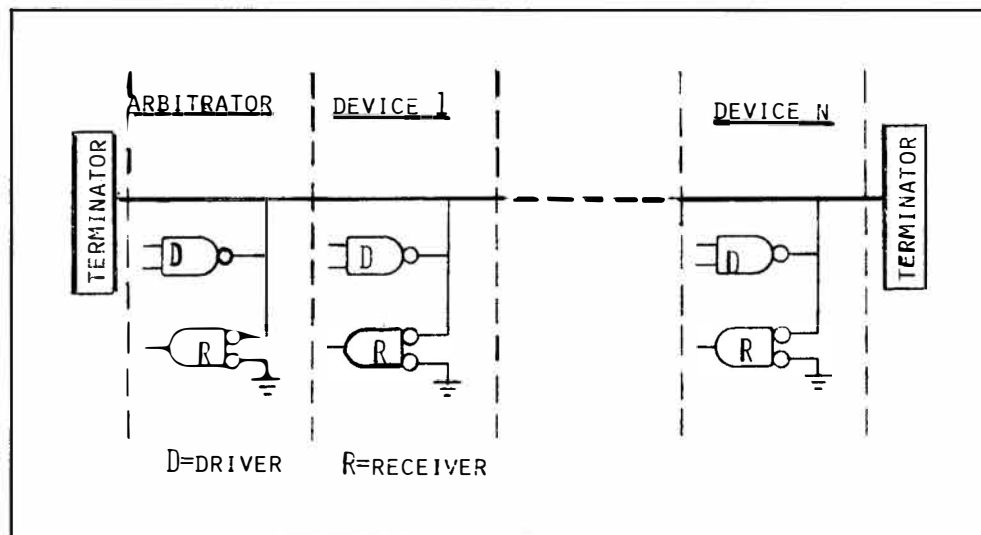 ARBITRATOR
DEVICE 1
DEVICE N
TERMINATOR
TERMINATOR
D
D
D
R
R
R
D=DRIVER
R=RECEIVER